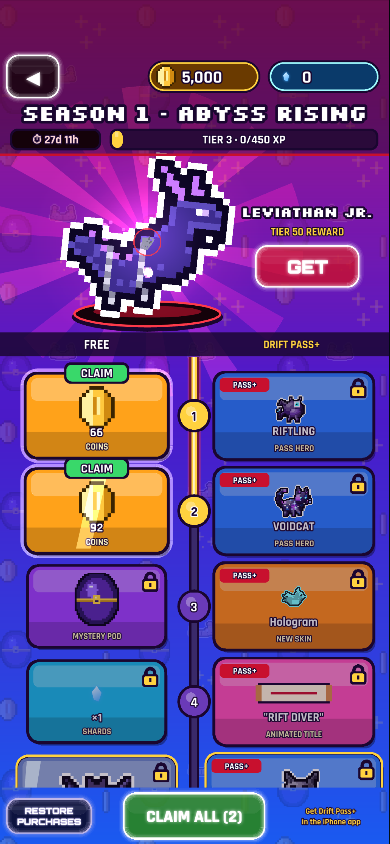 5,000
0
SEASON 1 - ABYSS RISING
27d 11h
TIER 3 · 0/450 XP
LEVIATHAN JR.
TIER 50 REWARD
GET
FREE
DRIFT PASS+
CLAIM
66
COINS
1
PASS+
RIFTLING
PASS HERO
CLAIM
92
COINS
2
PASS+
VOIDCAT
PASS HERO
MYSTERY POD
3
PASS+
Hologram
NEW SKIN
×1
SHARDS
4
PASS+
"RIFT DIVER"
ANIMATED TITLE
PASS+
RESTORE
PURCHASES
CLAIM ALL (2)
Get Drift Pass+
in the iPhone app